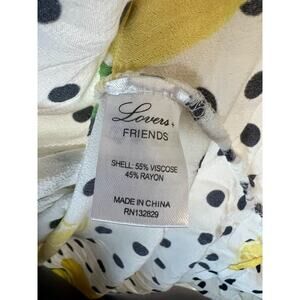 Lovers +
FRIENDS
SHELL: 55% VISCOSE
45% RAYON
MADE IN CHINA
RN132829